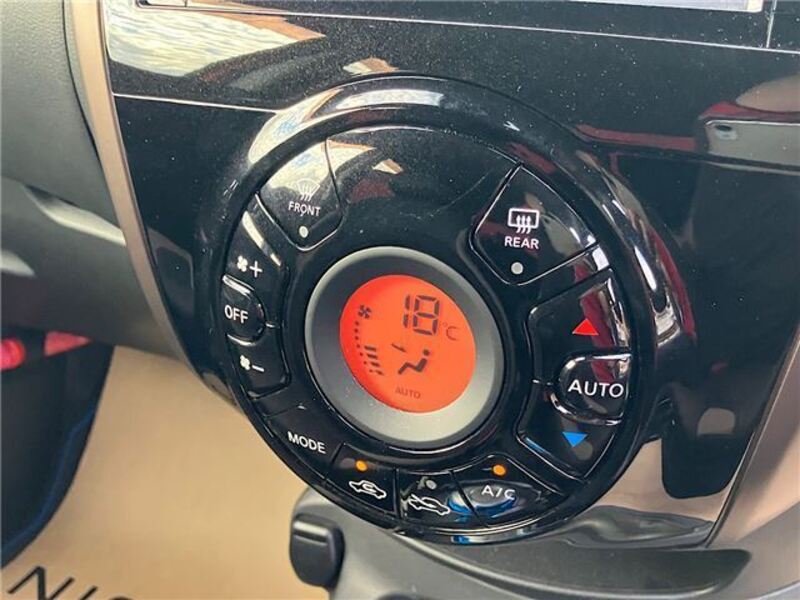 FRONT
REAR
+
OFF
18°C
AUTO
AUTO
−
MODE
A/C